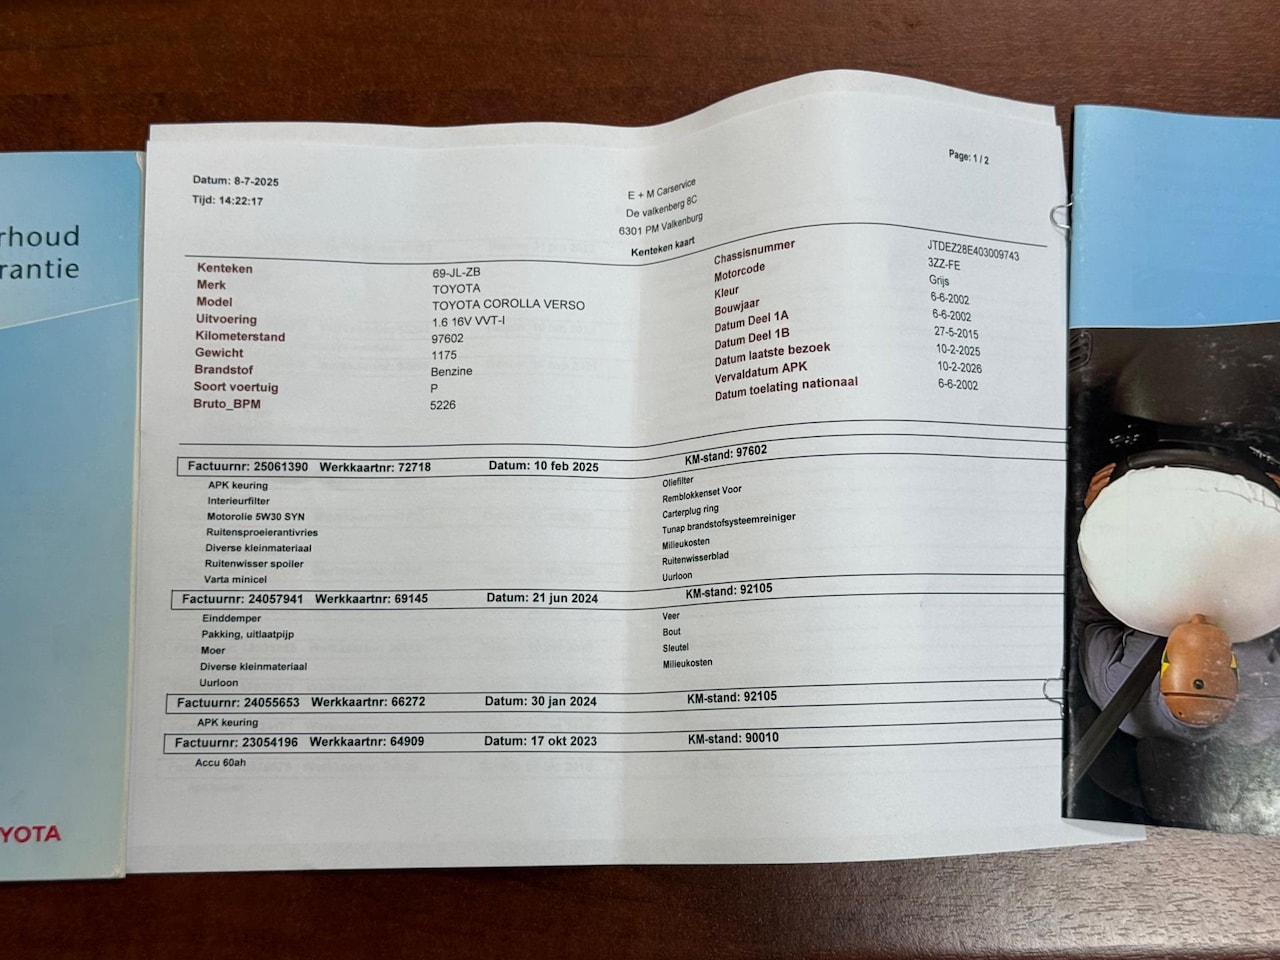 rhoud
rantie
YOTA
Datum: 8-7-2025
Tijd: 14:22:17
Page: 1 / 2
E + M Carservice
De valkenberg 8C
6301 PM Valkenburg
Kenteken kaart
Kenteken 69-JL-ZB
Merk TOYOTA
Model TOYOTA COROLLA VERSO
Uitvoering 1.6 16V VVT-I
Kilometerstand 97602
Gewicht 1175
Brandstof Benzine
Soort voertuig P
Bruto_BPM 5226
Chassisnummer JTDEZ28E403009743
Motorcode 3ZZ-FE
Kleur Grijs
Bouwjaar 6-6-2002
Datum Deel 1A 6-6-2002
Datum Deel 1B 27-5-2015
Datum laatste bezoek 10-2-2025
Vervaldatum APK 10-2-2026
Datum toelating nationaal 6-6-2002
Factuurnr: 25061390 Werkkaartnr: 72718 Datum: 10 feb 2025 KM-stand: 97602
APK keuring
Interieurfilter
Motorolie 5W30 SYN
Ruitensproeierantivries
Diverse kleinmateriaal
Ruitenwisser spoiler
Varta minicel
Oliefilter
Remblokkenset Voor
Carterplug ring
Tunap brandstofsysteemreiniger
Milieukosten
Ruitenwisserblad
Uurloon
Factuurnr: 24057941 Werkkaartnr: 69145 Datum: 21 jun 2024 KM-stand: 92105
Einddemper
Pakking, uitlaatpijp
Moer
Diverse kleinmateriaal
Uurloon
Veer
Bout
Sleutel
Milieukosten
Factuurnr: 24055653 Werkkaartnr: 66272 Datum: 30 jan 2024 KM-stand: 92105
APK keuring
Factuurnr: 23054196 Werkkaartnr: 64909 Datum: 17 okt 2023 KM-stand: 90010
Accu 60ah